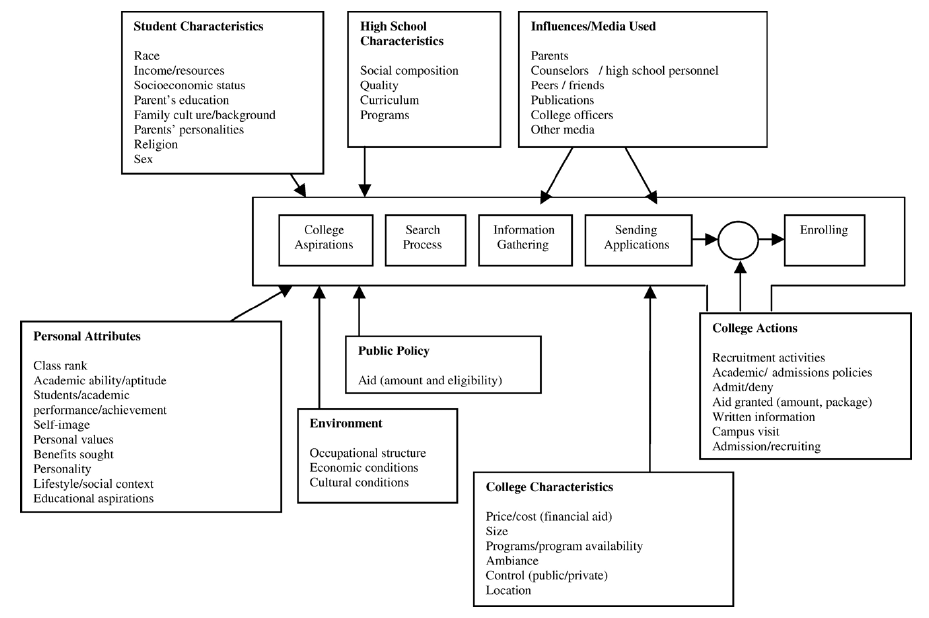 Student Characteristics
Race
Income/resources
Socioeconomic status
Parent's education
Family cult ure/background
Parents' personalities
Religion
Sex
High School
Characteristics
Social composition
Quality
Curriculum
Programs
Influences/Media Used
Parents
Counselors / high school personnel
Peers / friends
Publications
College officers
Other media
College
Aspirations
Search
Process
Information
Gathering
Sending
Applications
Enrolling
Personal Attributes
Class rank
Academic ability/aptitude
Students/academic
performance/achievement
Self-image
Personal values
Benefits sought
Personality
Lifestyle/social context
Educational aspirations
Public Policy
Aid (amount and eligibility)
Environment
Occupational structure
Economic conditions
Cultural conditions
College Characteristics
Price/cost (financial aid)
Size
Programs/program availability
Ambiance
Control (public/private)
Location
College Actions
Recruitment activities
Academic/ admissions policies
Admit/deny
Aid granted (amount, package)
Written information
Campus visit
Admission/recruiting